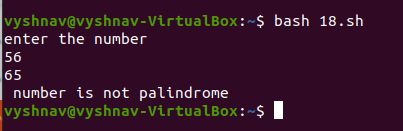 vyshnav@vyshnav-VirtualBox:~$ bash 18.sh
enter the number
56
65
 number is not palindrome
vyshnav@vyshnav-VirtualBox:~$